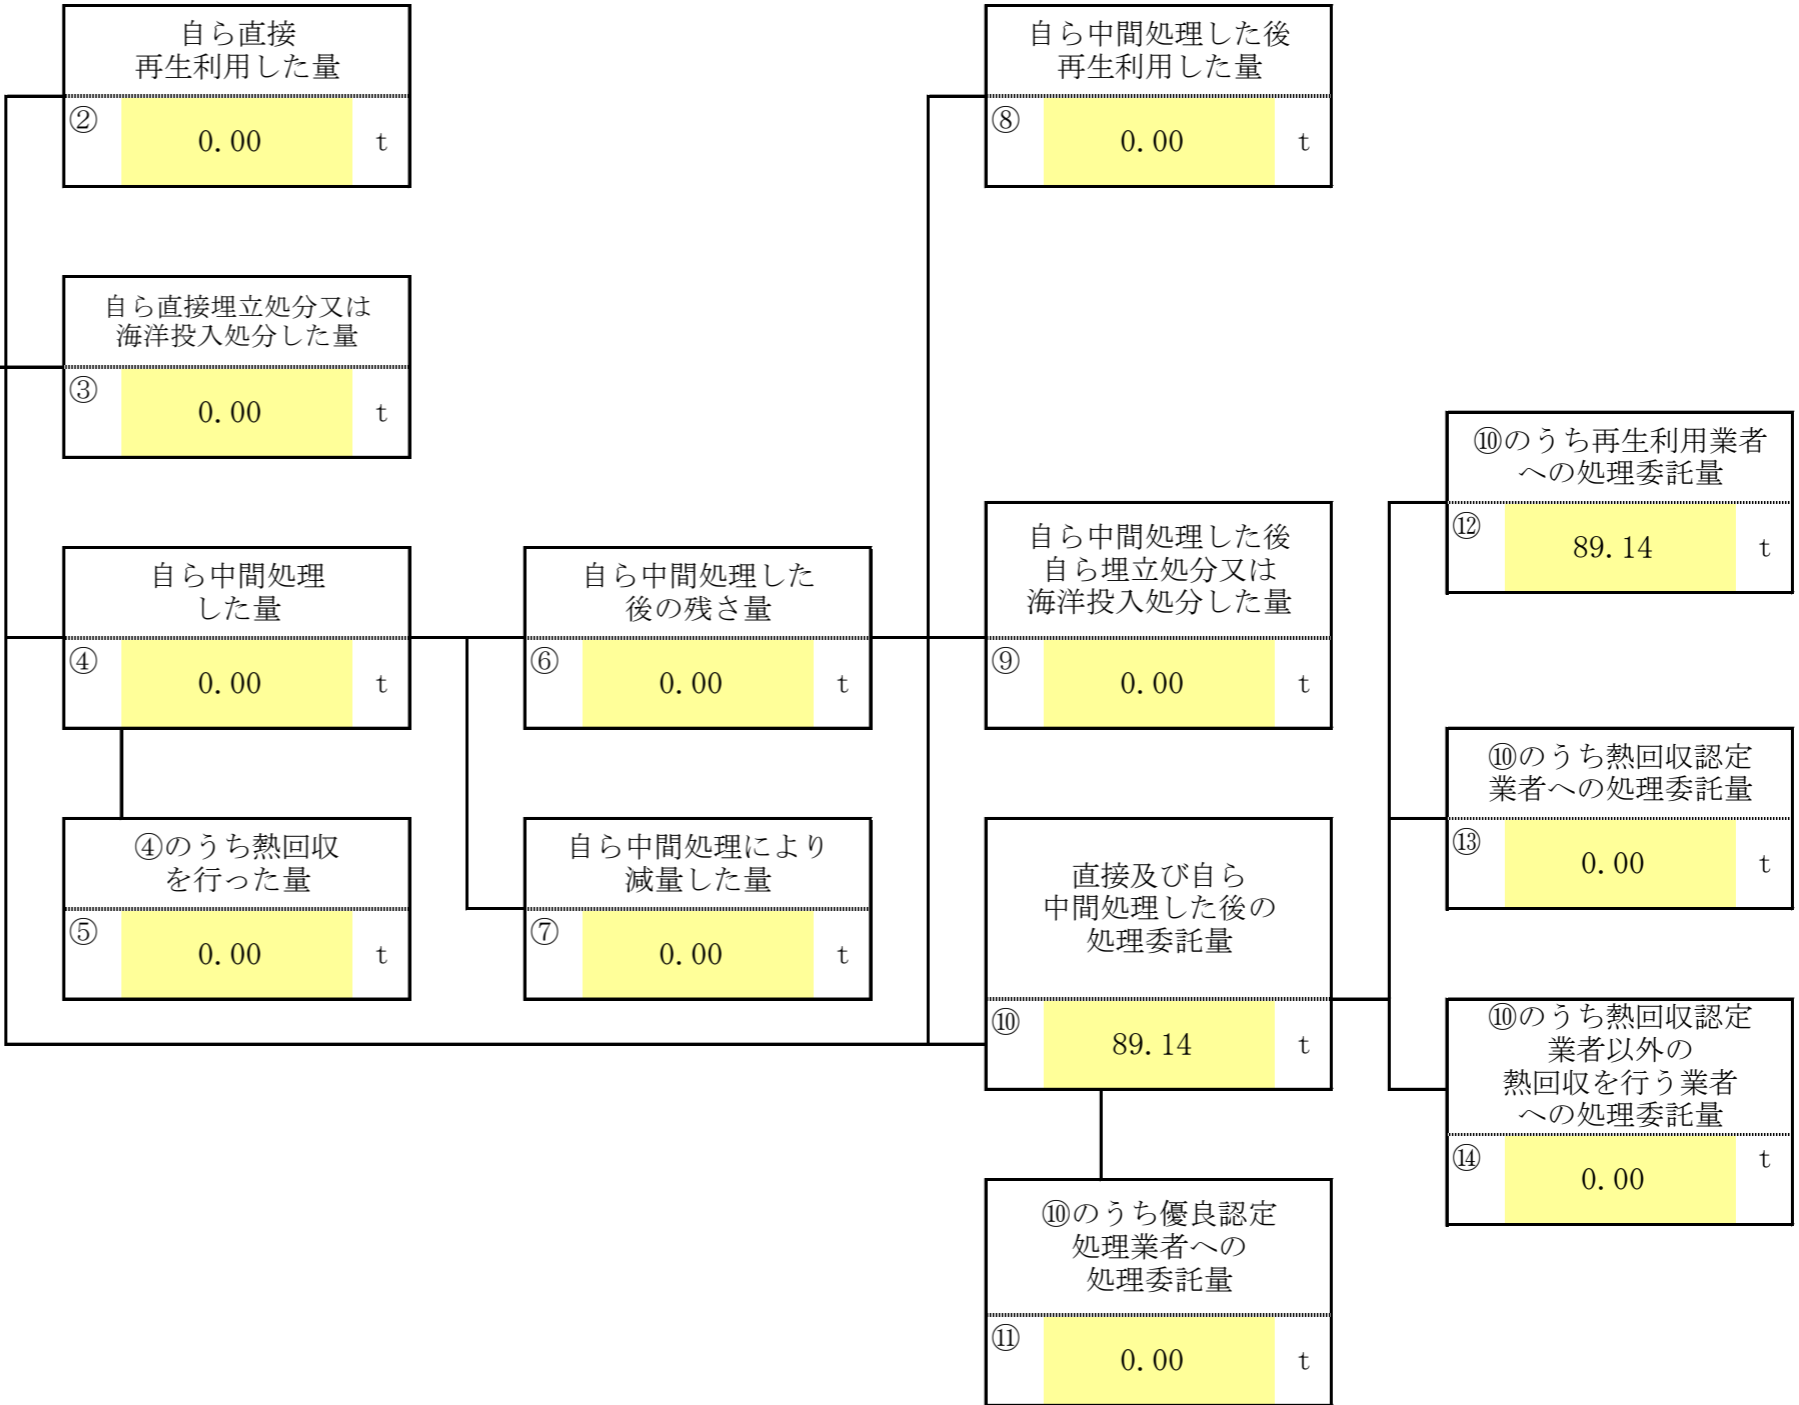 自ら直接
再生利用した量
② 0.00 t
自ら直接埋立処分又は
海洋投入処分した量
③ 0.00 t
自ら中間処理
した量
④ 0.00 t
④のうち熱回収
を行った量
⑤ 0.00 t
自ら中間処理した
後の残さ量
⑥ 0.00 t
自ら中間処理により
減量した量
⑦ 0.00 t
自ら中間処理した後
再生利用した量
⑧ 0.00 t
自ら中間処理した後
自ら埋立処分又は
海洋投入処分した量
⑨ 0.00 t
直接及び自ら
中間処理した後の
処理委託量
⑩ 89.14 t
⑩のうち優良認定
処理業者への
処理委託量
⑪ 0.00 t
⑩のうち再生利用業者
への処理委託量
⑫ 89.14 t
⑩のうち熱回収認定
業者への処理委託量
⑬ 0.00 t
⑩のうち熱回収認定
業者以外の
熱回収を行う業者
への処理委託量
⑭ 0.00 t